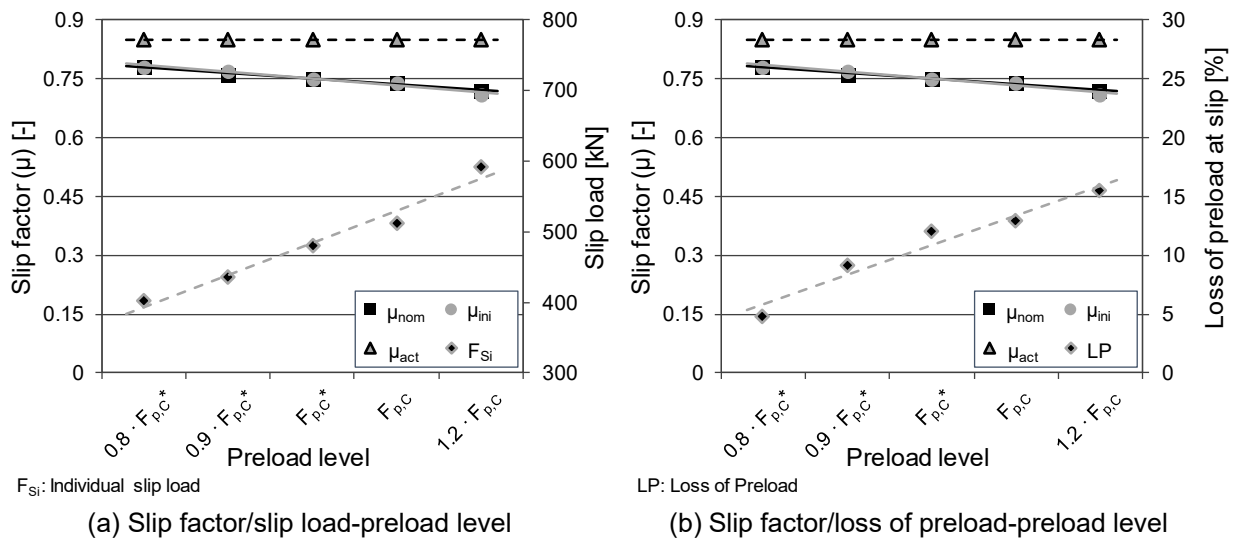 0.9
0.75
0.6
0.45
0.3
0.15
0
Slip factor (μ) [-]
800
700
600
500
400
300
Slip load [kN]
μnom
μini
μact
FSi
0.8 · Fp,C*
0.9 · Fp,C*
Fp,C*
Fp,C
1.2 · Fp,C
Preload level
FSi: Individual slip load
(a) Slip factor/slip load-preload level
0.9
0.75
0.6
0.45
0.3
0.15
0
Slip factor (μ) [-]
30
25
20
15
10
5
0
Loss of preload at slip [%]
μnom
μini
μact
LP
0.8 · Fp,C*
0.9 · Fp,C*
Fp,C*
Fp,C
1.2 · Fp,C
Preload level
LP: Loss of Preload
(b) Slip factor/loss of preload-preload level